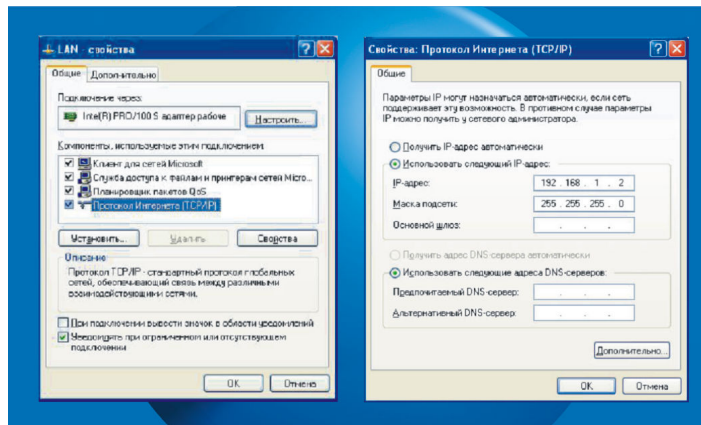 LAN - свойства
Общие Дополнительно
Подключение через:
Intel(R) PRO/100 S адаптер рабоче
Настроить...
Компоненты, используемые этим подключением:
Клиент для сетей Microsoft
Служба доступа к файлам и принтерам сетей Micro...
Планировщик пакетов QoS
Протокол Интернета (TCP/IP)
Установить... Удалить Свойства
Описание
Протокол TCP/IP - стандартный протокол глобальных
сетей, обеспечивающий связь между различными
взаимодействующими сетями.
При подключении вывести значок в области уведомлений
Уведомлять при ограниченном или отсутствующем
подключении
OK Отмена
Свойства: Протокол Интернета (TCP/IP)
Общие
Параметры IP могут назначаться автоматически, если сеть
поддерживает эту возможность. В противном случае параметры
IP можно получить у сетевого администратора.
Получить IP-адрес автоматически
Использовать следующий IP-адрес:
IP-адрес: 192 . 168 . 1 . 2
Маска подсети: 255 . 255 . 255 . 0
Основной шлюз: . . .
Получить адрес DNS-сервера автоматически
Использовать следующие адреса DNS-серверов:
Предпочитаемый DNS-сервер: . . .
Альтернативный DNS-сервер: . . .
Дополнительно...
OK Отмена